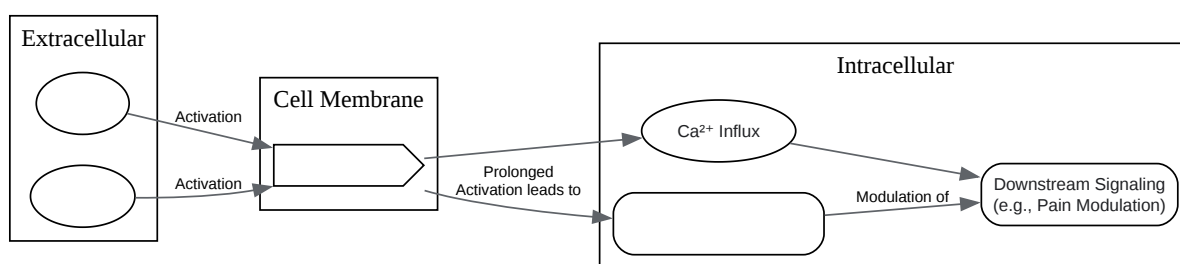 Extracellular
Activation
Activation
Cell Membrane
Prolonged
Activation leads to
Intracellular
Ca²⁺ Influx
Modulation of
Downstream Signaling
(e.g., Pain Modulation)